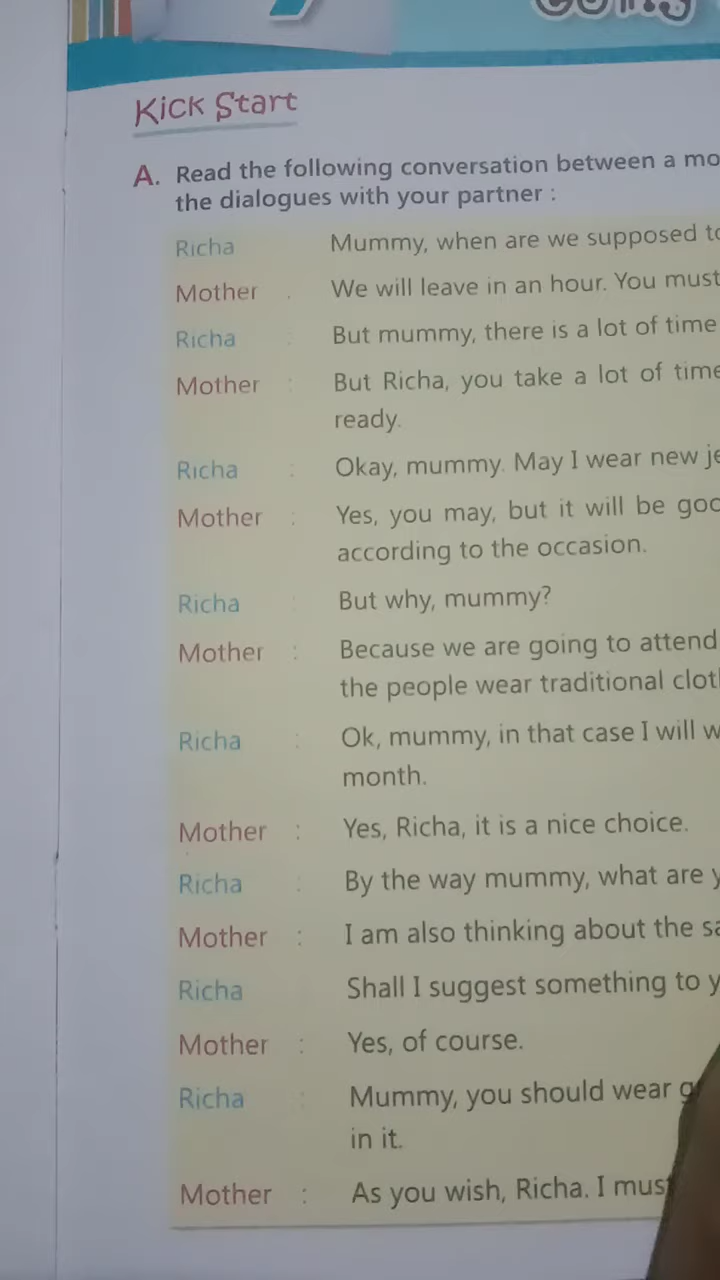 Kick Start
A. Read the following conversation between a
the dialogues with your partner :
Richa Mummy, when are we supposed
Mother : We will leave in an hour. You must
Richa : But mummy, there is a lot of time
Mother : But Richa, you take a lot of time
ready.
Richa : Okay, mummy. May I wear new
Mother : Yes, you may, but it will be
according to the occasion.
Richa : But why, mummy?
Mother : Because we are going to attend
the people wear traditional
Richa : Ok, mummy, in that case I will
month.
Mother : Yes, Richa, it is a nice choice.
Richa : By the way mummy, what are
Mother : I am also thinking about the
Richa Shall I suggest something to
Mother : Yes, of course.
Richa : Mummy, you should wear
in it.
Mother : As you wish, Richa. I